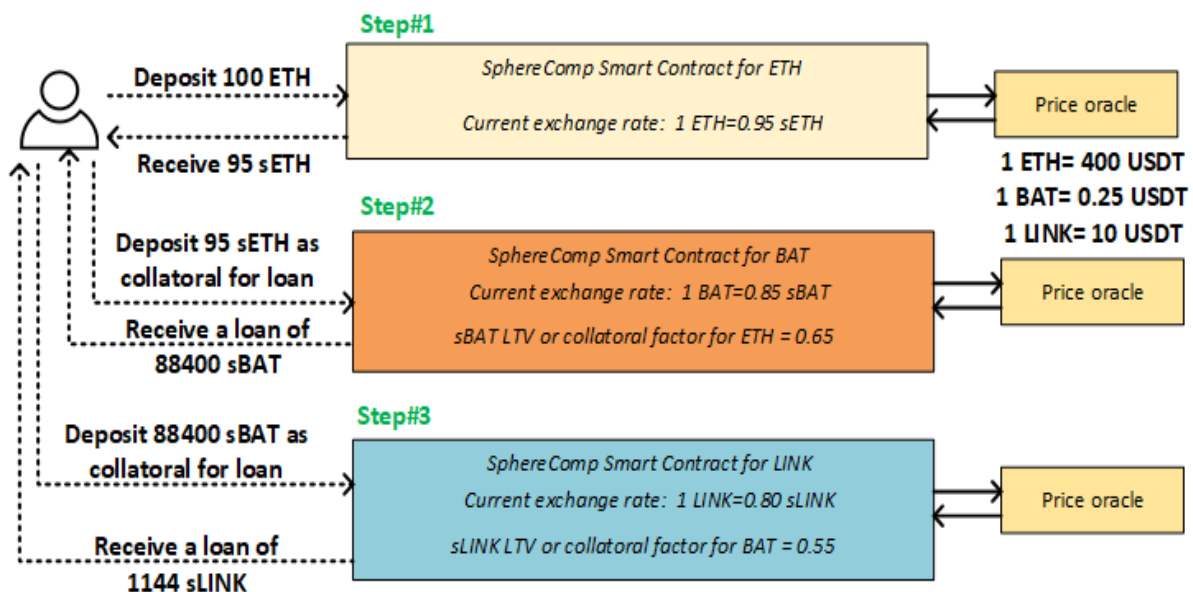 Step#1
Deposit 100 ETH
Receive 95 sETH
SphereComp Smart Contract for ETH
Current exchange rate:  1 ETH=0.95 sETH
Price oracle
1 ETH= 400 USDT
1 BAT= 0.25 USDT
1 LINK= 10 USDT
Step#2
Deposit 95 sETH as
collatoral for loan
Receive a loan of
88400 sBAT
SphereComp Smart Contract for BAT
Current exchange rate:  1 BAT=0.85 sBAT
sBAT LTV or collatoral factor for ETH = 0.65
Price oracle
Step#3
Deposit 88400 sBAT as
collatoral for loan
Receive a loan of
1144 sLINK
SphereComp Smart Contract for LINK
Current exchange rate:  1 LINK=0.80 sLINK
sLINK LTV or collatoral factor for BAT = 0.55
Price oracle